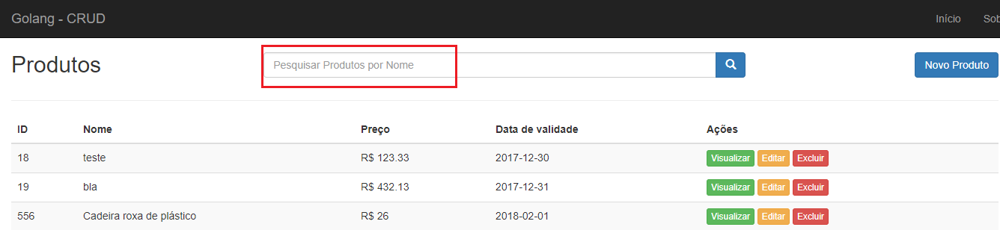 Golang - CRUD Início Sob
Produtos Pesquisar Produtos por Nome Novo Produto
ID Nome Preço Data de validade Ações
18 teste R$ 123.33 2017-12-30 Visualizar Editar Excluir
19 bla R$ 432.13 2017-12-31 Visualizar Editar Excluir
556 Cadeira roxa de plástico R$ 26 2018-02-01 Visualizar Editar Excluir